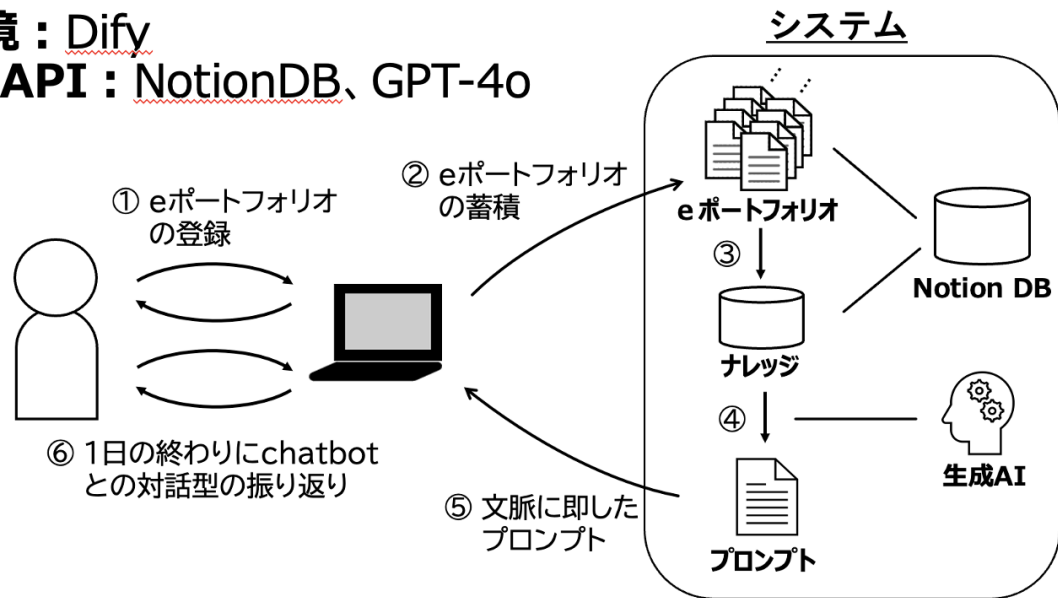 境：Dify
API：NotionDB、GPT-4o
システム
① eポートフォリオ
の登録
② eポートフォリオ
の蓄積
eポートフォリオ
③
Notion DB
ナレッジ
④
生成AI
⑤ 文脈に即した
プロンプト
プロンプト
⑥ 1日の終わりにchatbot
との対話型の振り返り